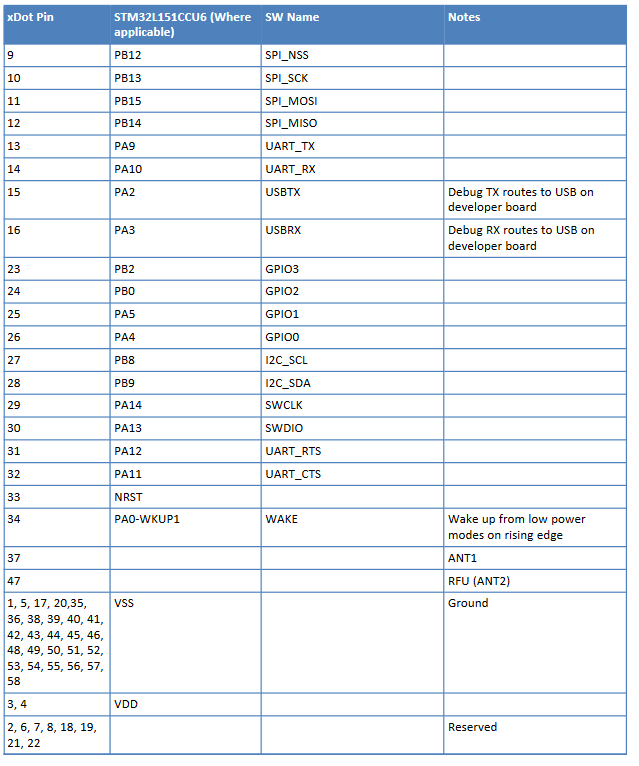 xDot Pin STM32L151CCU6 (Where SW Name Notes
applicable)
9 PB12 SPI_NSS
10 PB13 SPI_SCK
11 PB15 SPI_MOSI
12 PB14 SPI_MISO
13 PA9 UART_TX
14 PA10 UART_RX
15 PA2 USBTX Debug TX routes to USB on
developer board
16 PA3 USBRX Debug RX routes to USB on
developer board
23 PB2 GPIO3
24 PB0 GPIO2
25 PA5 GPIO1
26 PA4 GPIO0
27 PB8 I2C_SCL
28 PB9 I2C_SDA
29 PA14 SWCLK
30 PA13 SWDIO
31 PA12 UART_RTS
32 PA11 UART_CTS
33 NRST
34 PA0-WKUP1 WAKE Wake up from low power
modes on rising edge
37 ANT1
47 RFU (ANT2)
1, 5, 17, 20,35, VSS Ground
36, 38, 39, 40, 41,
42, 43, 44, 45, 46,
48, 49, 50, 51, 52,
53, 54, 55, 56, 57,
58
3, 4 VDD
2, 6, 7, 8, 18, 19, Reserved
21, 22